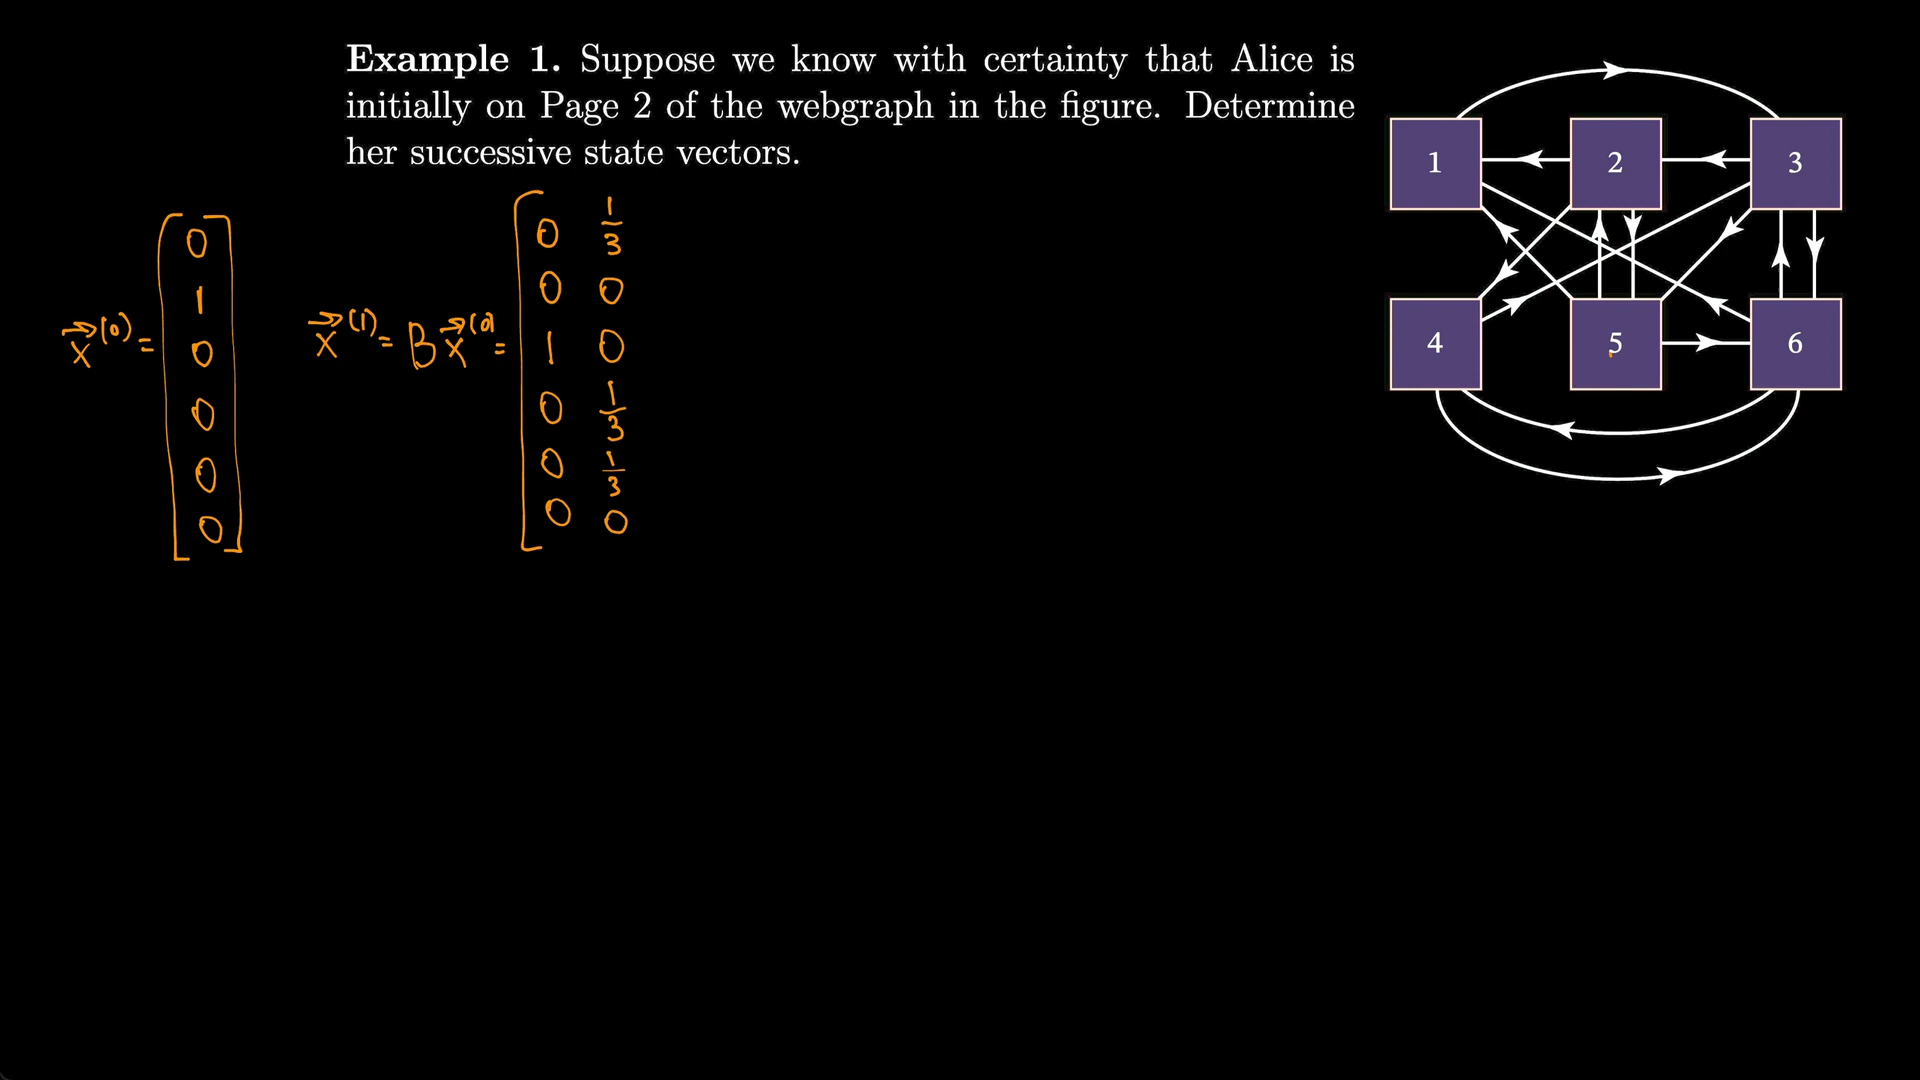 Example 1. Suppose we know with certainty that Alice is
initially on Page 2 of the webgraph in the figure. Determine
her successive state vectors.
1 2 3
4 5 6
x⃗^(0) = [0 1 0 0 0 0]
x⃗^(1) = B x⃗^(0) = [
0 1/3
0 0
1 0
0 1/3
0 1/3
0 0